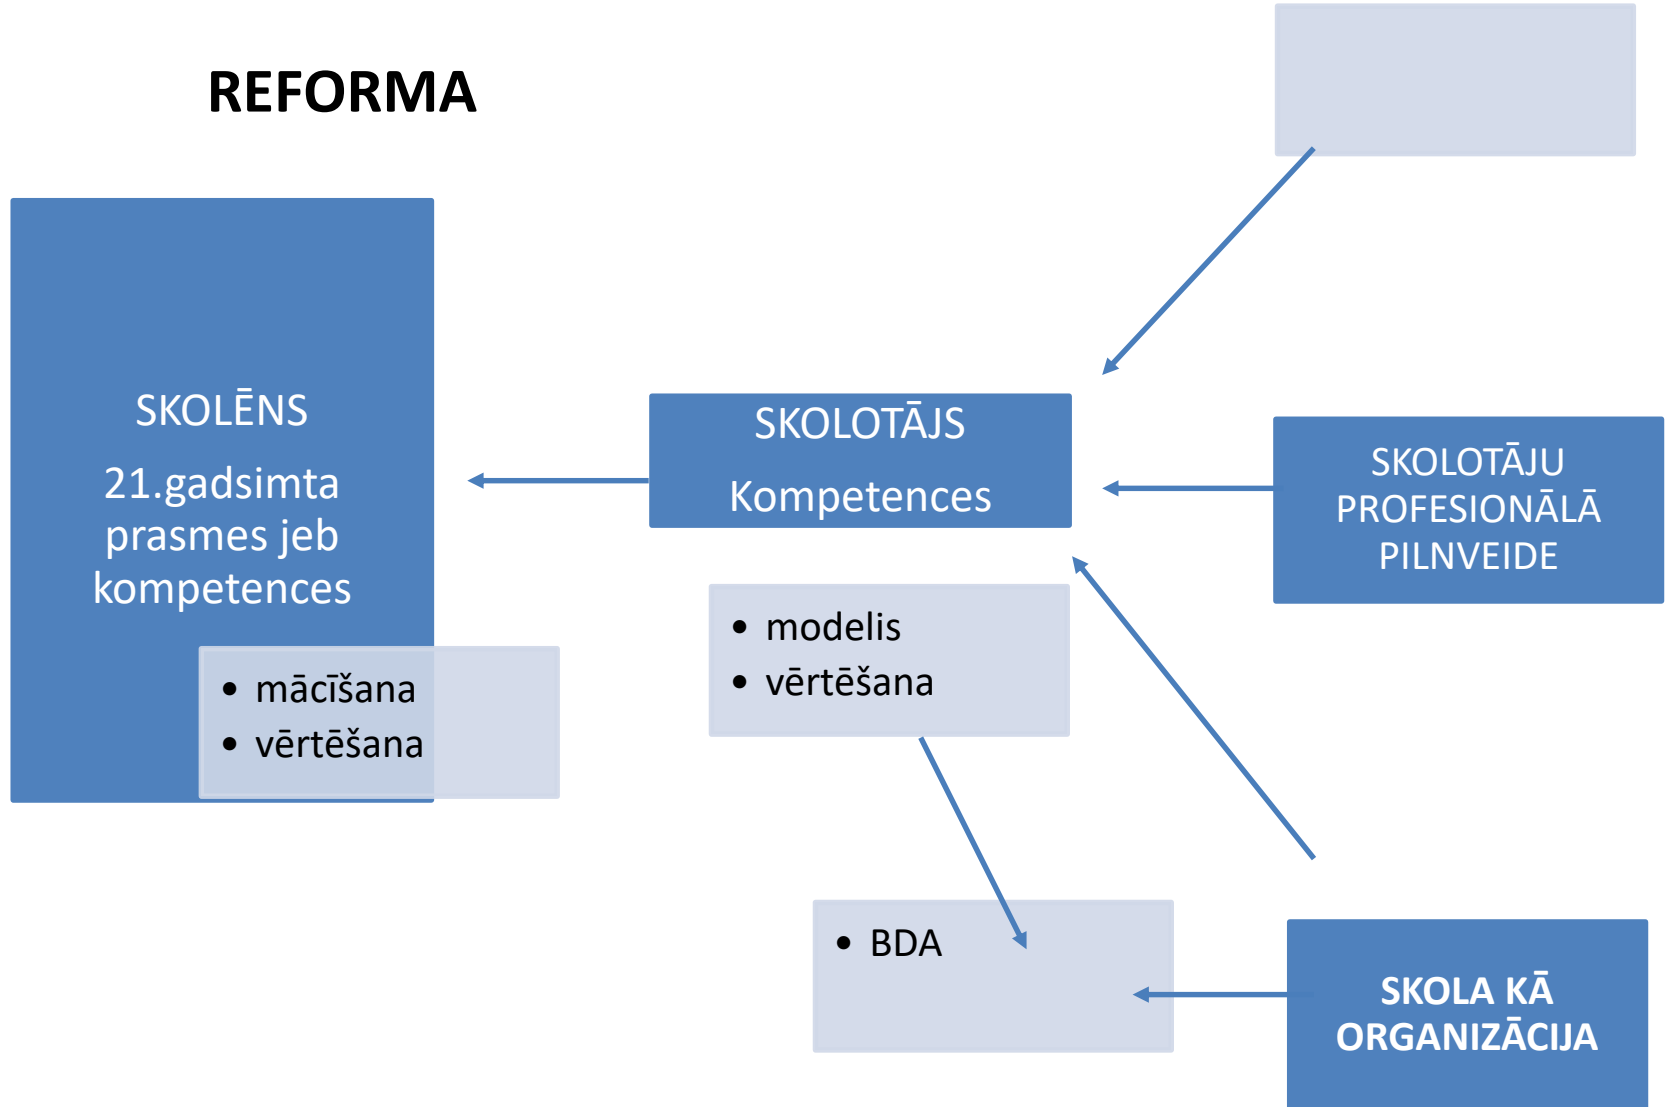 REFORMA
SKOLĒNS
21.gadsimta
prasmes jeb
kompetences
• mācīšana
• vērtēšana
SKOLOTĀJS
Kompetences
• modelis
• vērtēšana
• BDA
SKOLOTĀJU
PROFESIONĀLĀ
PILNVEIDE
SKOLA KĀ
ORGANIZĀCIJA